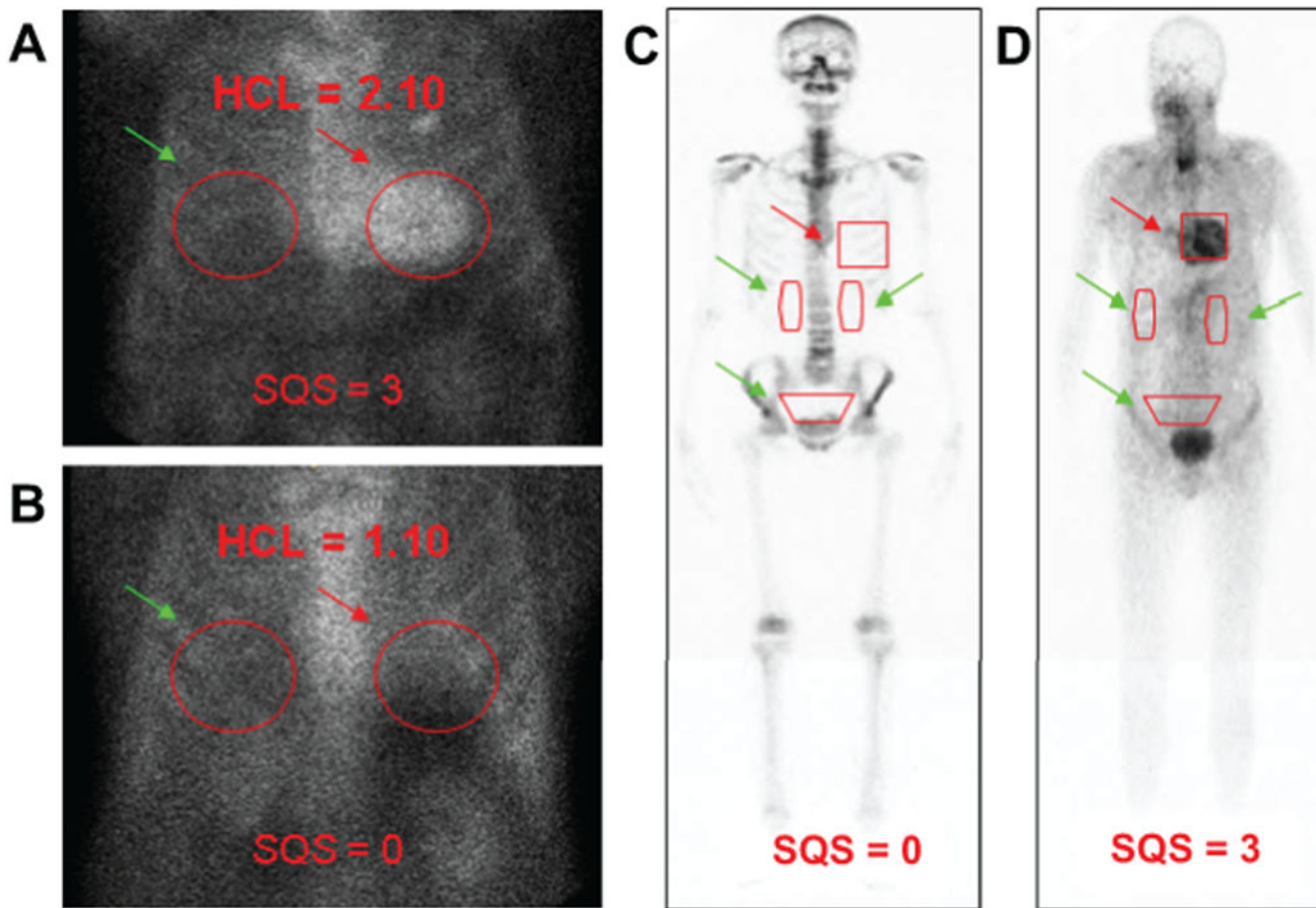 A
HCL = 2.10
SQS = 3
B
HCL = 1.10
SQS = 0
C
SQS = 0
D
SQS = 3